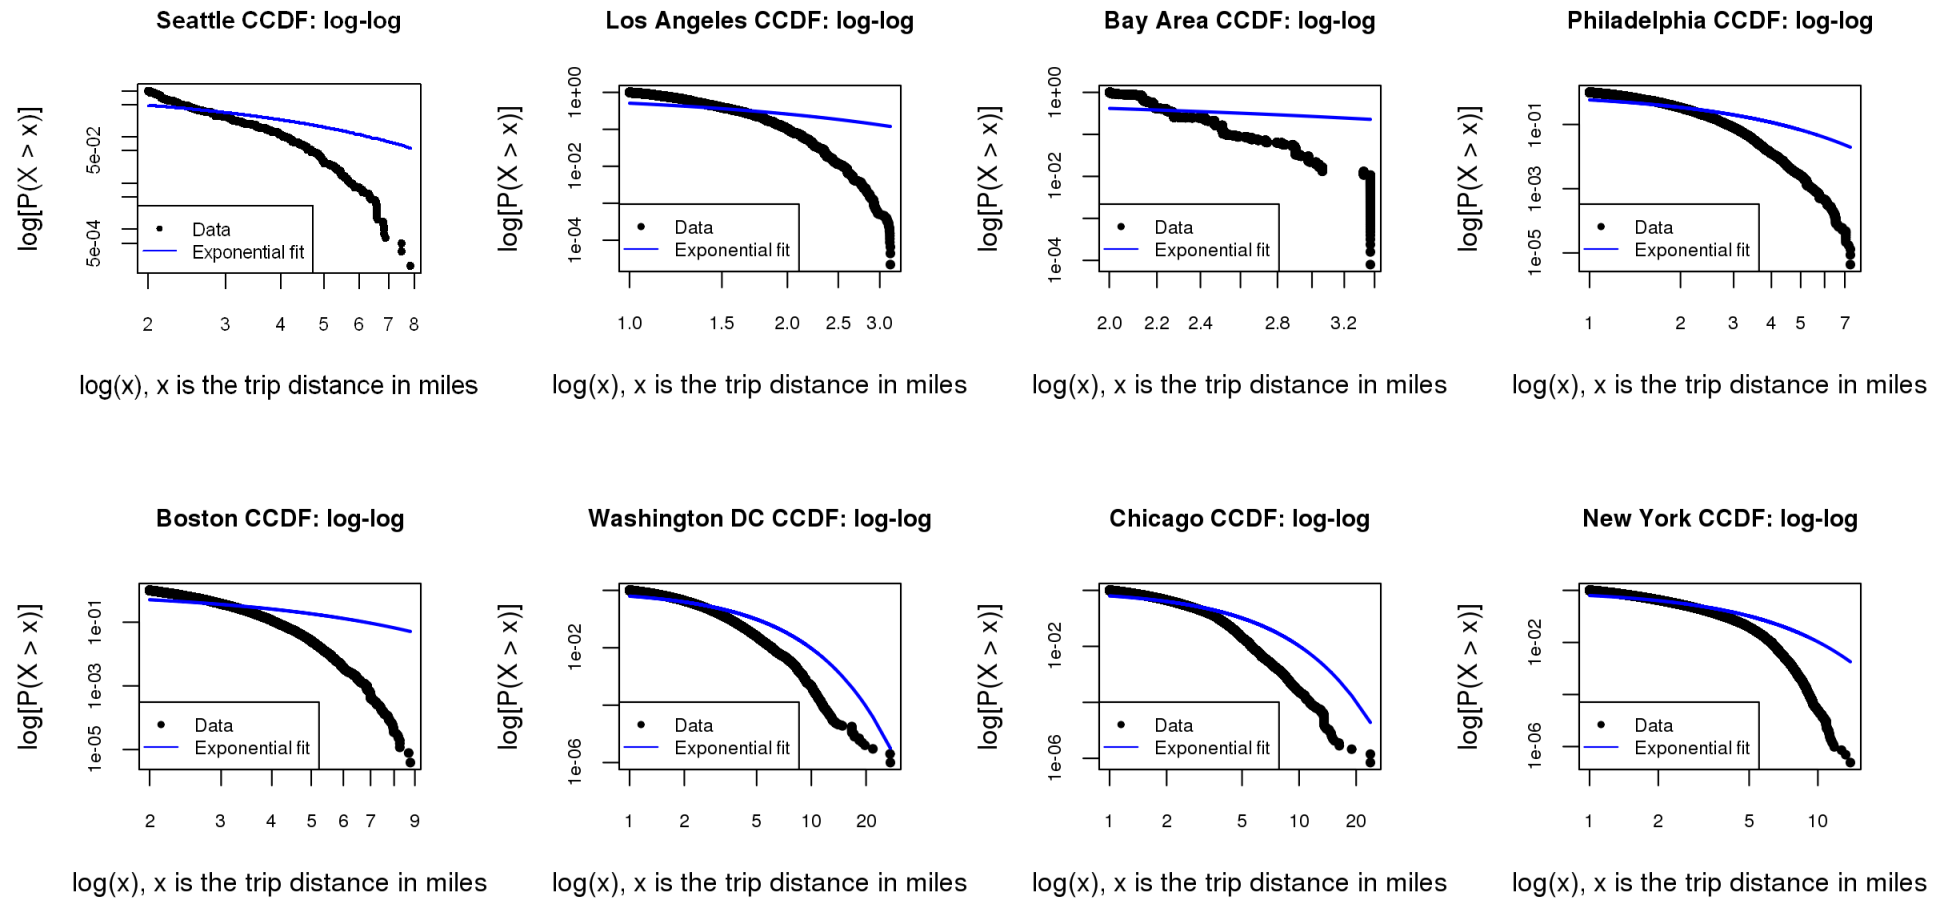 Seattle CCDF: log-log
log[P(X > x)]
5e-02
5e-04
Data
Exponential fit
2 3 4 5 6 7 8
log(x), x is the trip distance in miles
Los Angeles CCDF: log-log
log[P(X > x)]
1e+00
1e-02
1e-04
Data
Exponential fit
1.0 1.5 2.0 2.5 3.0
log(x), x is the trip distance in miles
Bay Area CCDF: log-log
log[P(X > x)]
1e+00
1e-02
1e-04
Data
Exponential fit
2.0 2.2 2.4 2.8 3.2
log(x), x is the trip distance in miles
Philadelphia CCDF: log-log
log[P(X > x)]
1e-01
1e-03
1e-05
Data
Exponential fit
1 2 3 4 5 7
log(x), x is the trip distance in miles
Boston CCDF: log-log
log[P(X > x)]
1e-01
1e-03
1e-05
Data
Exponential fit
2 3 4 5 6 7 9
log(x), x is the trip distance in miles
Washington DC CCDF: log-log
log[P(X > x)]
1e-02
1e-06
Data
Exponential fit
1 2 5 10 20
log(x), x is the trip distance in miles
Chicago CCDF: log-log
log[P(X > x)]
1e-02
1e-06
Data
Exponential fit
1 2 5 10 20
log(x), x is the trip distance in miles
New York CCDF: log-log
log[P(X > x)]
1e-02
1e-06
Data
Exponential fit
1 2 5 10
log(x), x is the trip distance in miles